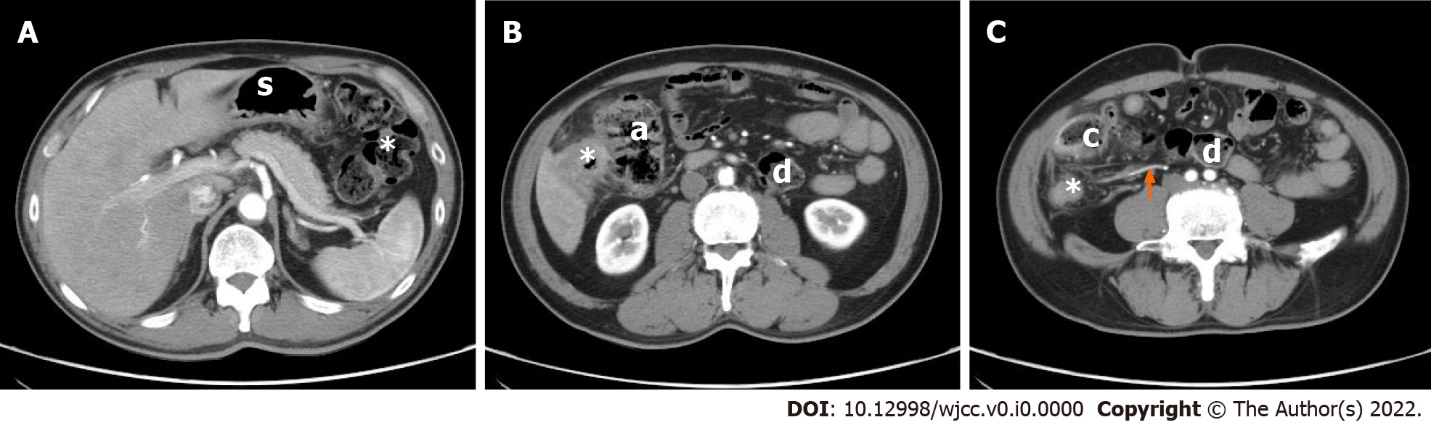 A
S
*
B
a
*
d
C
c
d
*
DOI: 10.12998/wjcc.v0.i0.0000 Copyright © The Author(s) 2022.